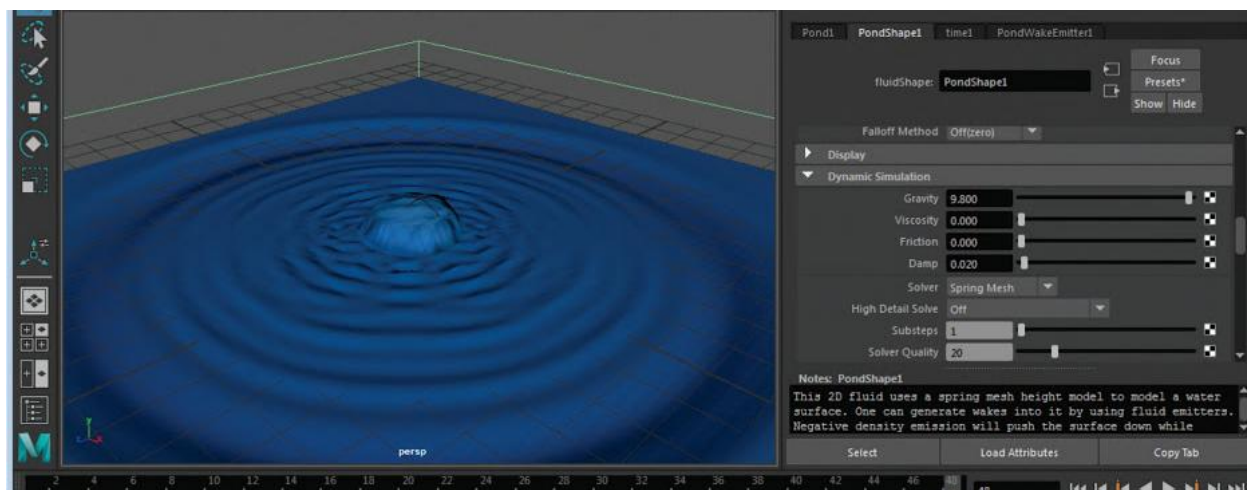 Pond1 PondShape1 time1 PondWakeEmitter1
Focus
fluidShape: PondShape1
Presets*
Show Hide
Falloff Method Off(zero)
Display
Dynamic Simulation
Gravity 9.800
Viscosity 0.000
Friction 0.000
Damp 0.020
Solver Spring Mesh
High Detail Solve Off
Substeps 1
Solver Quality 20
Notes: PondShape1
This 2D fluid uses a spring mesh height model to model a water
surface. One can generate wakes into it by using fluid emitters.
Negative density emission will push the surface down while
Select Load Attributes Copy Tab
persp
2 4 6 8 10 12 14 16 18 20 22 24 26 28 30 32 34 36 38 40 42 44 46 48